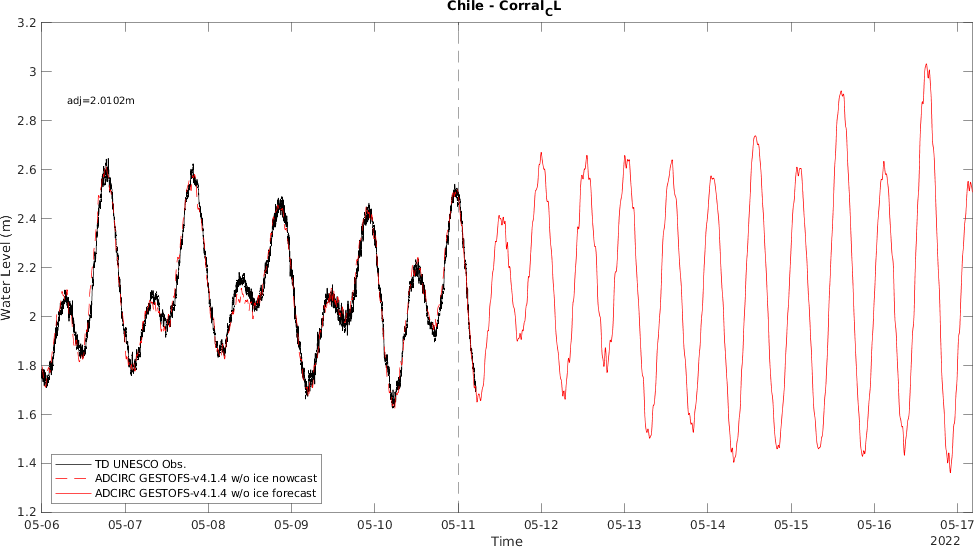 Chile - Corral_CL
3.2
3
2.8
2.6
2.4
2.2
2
1.8
1.6
1.4
1.2
Water Level (m)
adj=2.0102m
TD UNESCO Obs.
ADCIRC GESTOFS-v4.1.4 w/o ice nowcast
ADCIRC GESTOFS-v4.1.4 w/o ice forecast
05-06 05-07 05-08 05-09 05-10 05-11 05-12 05-13 05-14 05-15 05-16 05-17
Time
2022